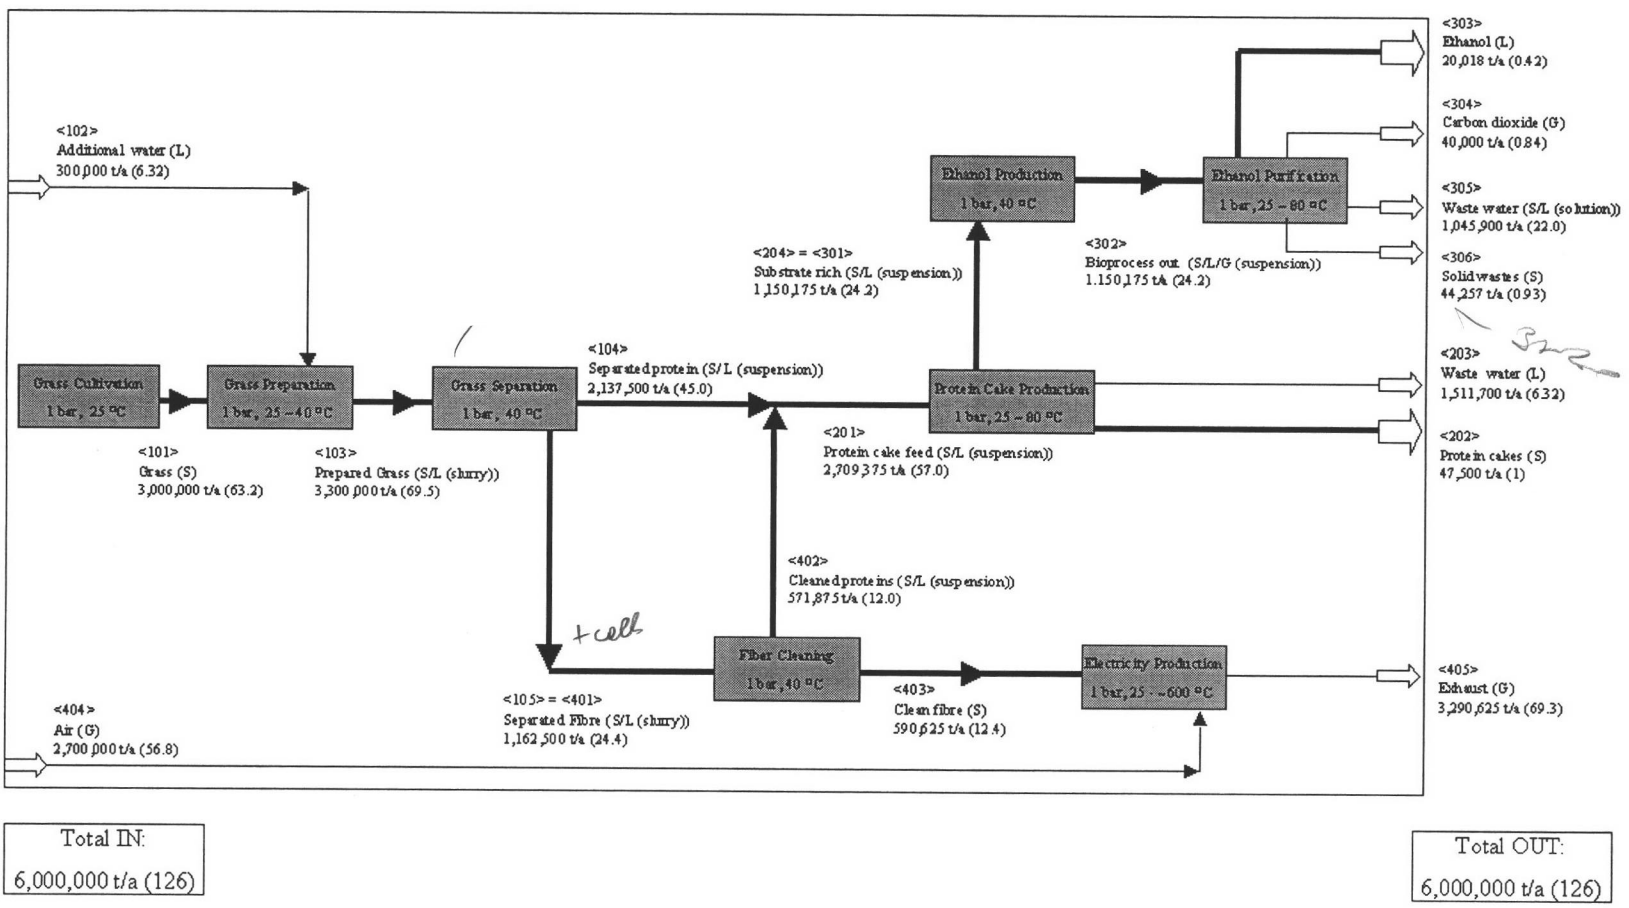 <303>
Ethanol (L)
20,018 t/a (0.42)
<304>
Carbon dioxide (G)
40,000 t/a (0.84)
<102>
Additional water (L)
300,000 t/a (6.32)
Ethanol Production
1 bar, 40 ºC
Ethanol Purification
1 bar, 25 – 80 ºC
<305>
Waste water (S/L (solution))
1,045,900 t/a (22.0)
<204> = <301>
Substrate rich (S/L (suspension))
1,150,175 t/a (24.2)
<302>
Bioprocess out (S/L/G (suspension))
1.150,175 t/a (24.2)
<306>
Solid wastes (S)
44,257 t/a (0.93)
Grass Cultivation
1 bar, 25 ºC
Grass Preparation
1 bar, 25 – 40 ºC
Grass Separation
1 bar, 40 ºC
<104>
Separated protein (S/L (suspension))
2,137,500 t/a (45.0)
Protein Cake Production
1 bar, 25 – 80 ºC
<203>
Waste water (L)
1,511,700 t/a (6.32)
<101>
Grass (S)
3,000,000 t/a (63.2)
<103>
Prepared Grass (S/L (slurry))
3,300,000 t/a (69.5)
<201>
Protein cake feed (S/L (suspension))
2,709,375 t/a (57.0)
<202>
Protein cakes (S)
47,500 t/a (1)
<402>
Cleaned proteins (S/L (suspension))
571,875 t/a (12.0)
+ cells
Fiber Cleaning
1 bar, 40 ºC
Electricity Production
1 bar, 25 - ~600 ºC
<105> = <401>
Separated Fibre (S/L (slurry))
1,162,500 t/a (24.4)
<403>
Clean fibre (S)
590,625 t/a (12.4)
<405>
Exhaust (G)
3,290,625 t/a (69.3)
<404>
Air (G)
2,700,000 t/a (56.8)
Total IN:
6,000,000 t/a (126)
Total OUT:
6,000,000 t/a (126)